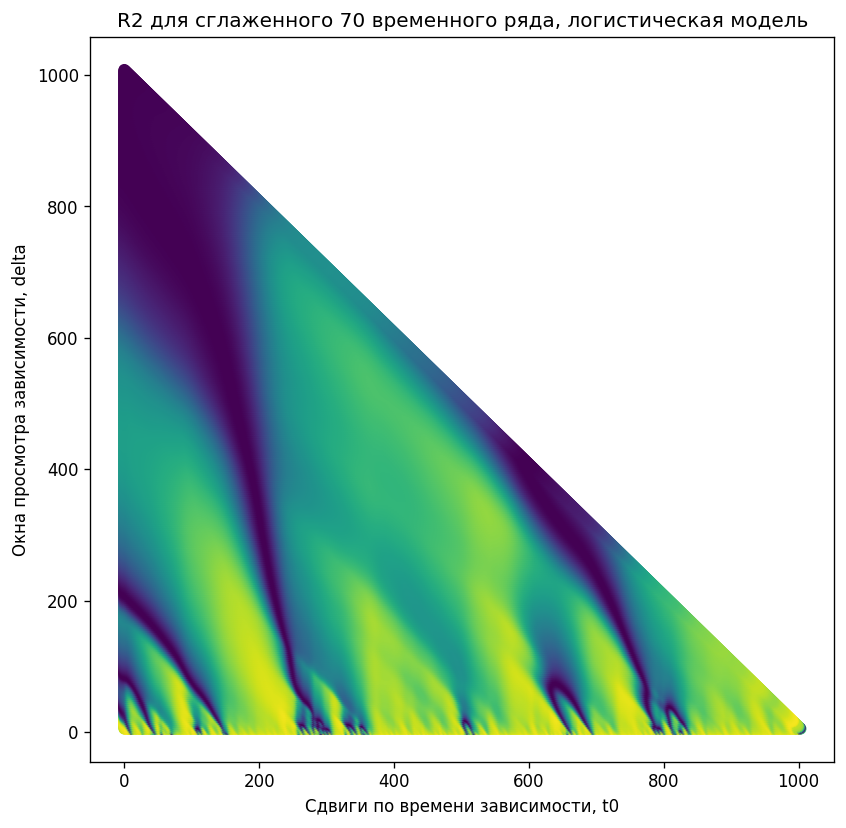 R2 для сглаженного 70 временного ряда, логистическая модель
Окна просмотра зависимости, delta
1000
800
600
400
200
0
0 200 400 600 800 1000
Сдвиги по времени зависимости, t0